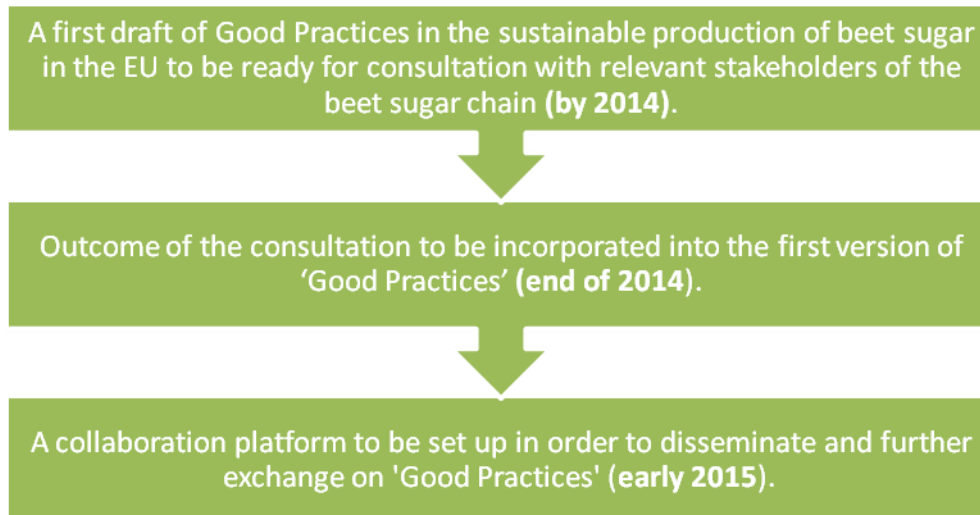 A first draft of Good Practices in the sustainable production of beet sugar
in the EU to be ready for consultation with relevant stakeholders of the
beet sugar chain (by 2014).
Outcome of the consultation to be incorporated into the first version of
‘Good Practices’ (end of 2014).
A collaboration platform to be set up in order to disseminate and further
exchange on 'Good Practices' (early 2015).